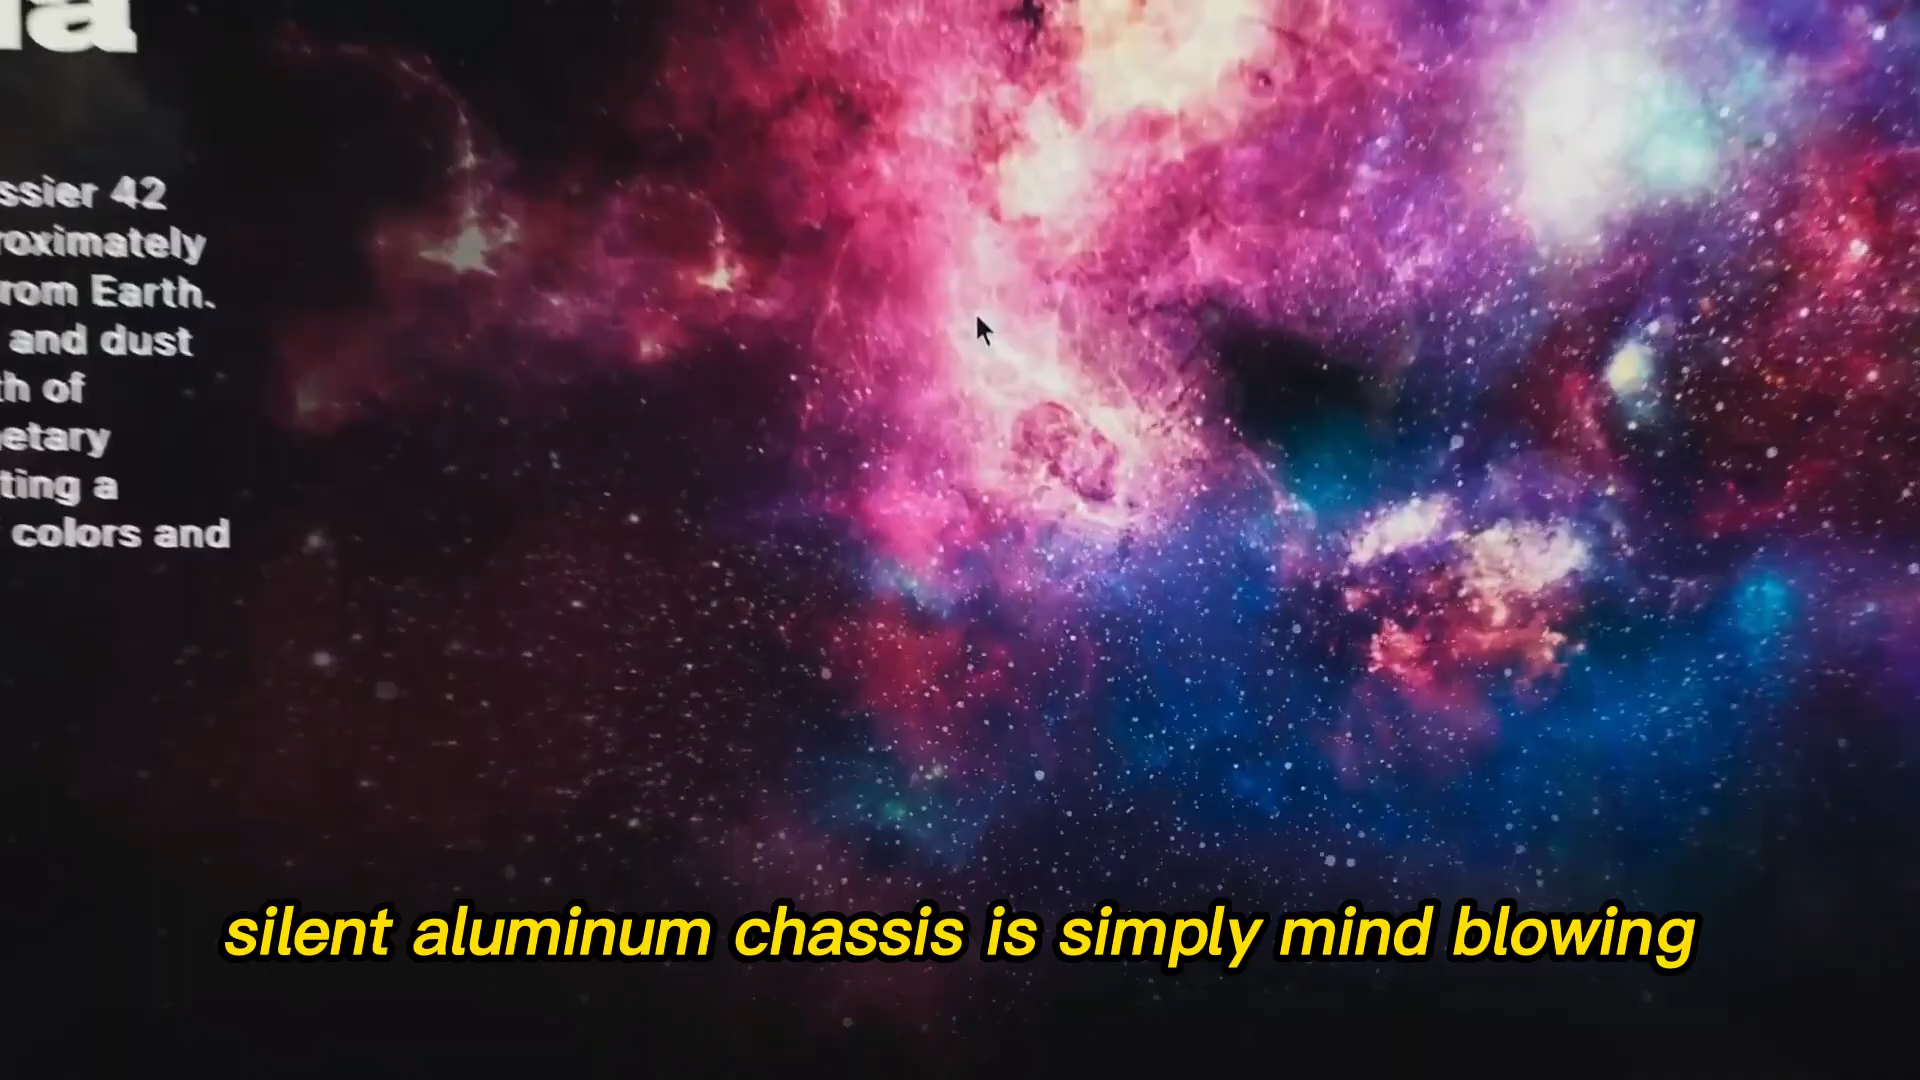 ssier 42
roximately
rom Earth.
and dust
th of
etary
ting a
colors and
silent aluminum chassis is simply mind blowing